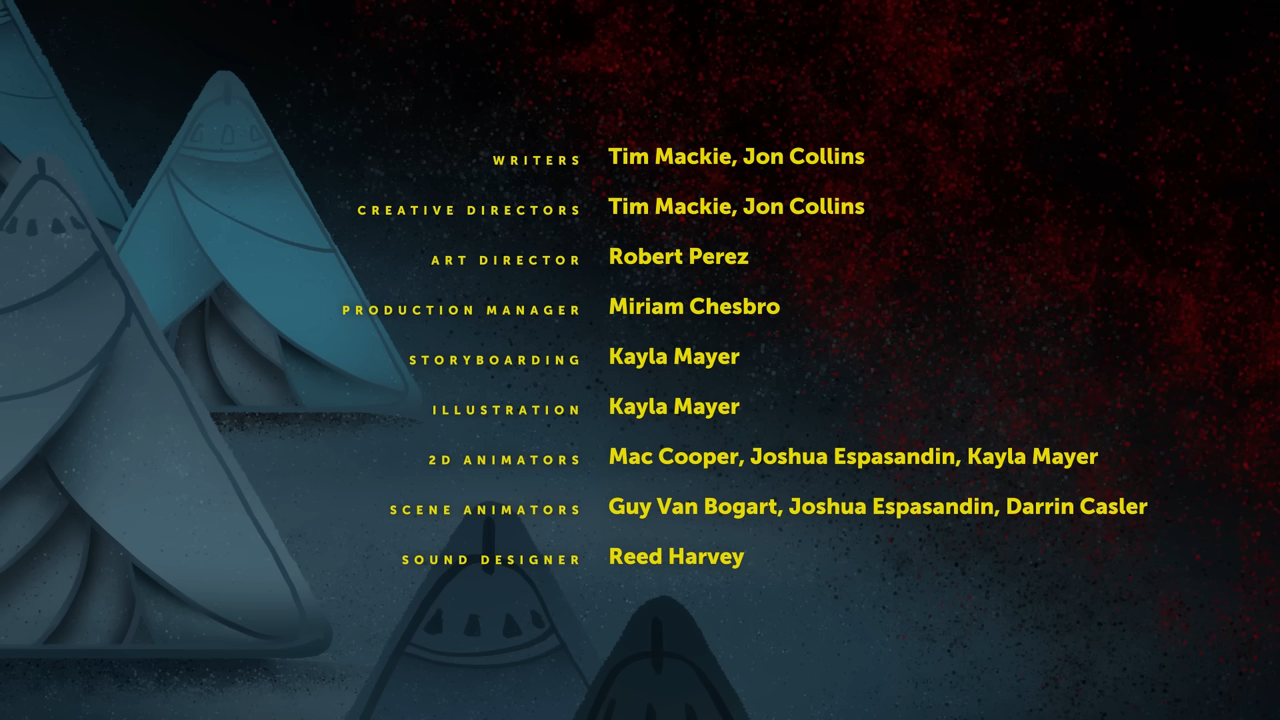 WRITERS Tim Mackie, Jon Collins
CREATIVE DIRECTORS Tim Mackie, Jon Collins
ART DIRECTOR Robert Perez
PRODUCTION MANAGER Miriam Chesbro
STORYBOARDING Kayla Mayer
ILLUSTRATION Kayla Mayer
2D ANIMATORS Mac Cooper, Joshua Espasandin, Kayla Mayer
SCENE ANIMATORS Guy Van Bogart, Joshua Espasandin, Darrin Casler
SOUND DESIGNER Reed Harvey